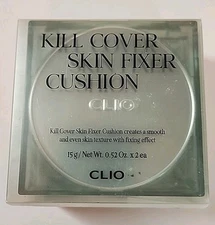 KILL COVER
SKIN FIXER
CUSHION
CLIO
Kill Cover Skin Fixer Cushion creates a smooth
and even skin texture with fixing effect
15 g / Net Wt. 0.52 Oz. x 2 ea
CLIO